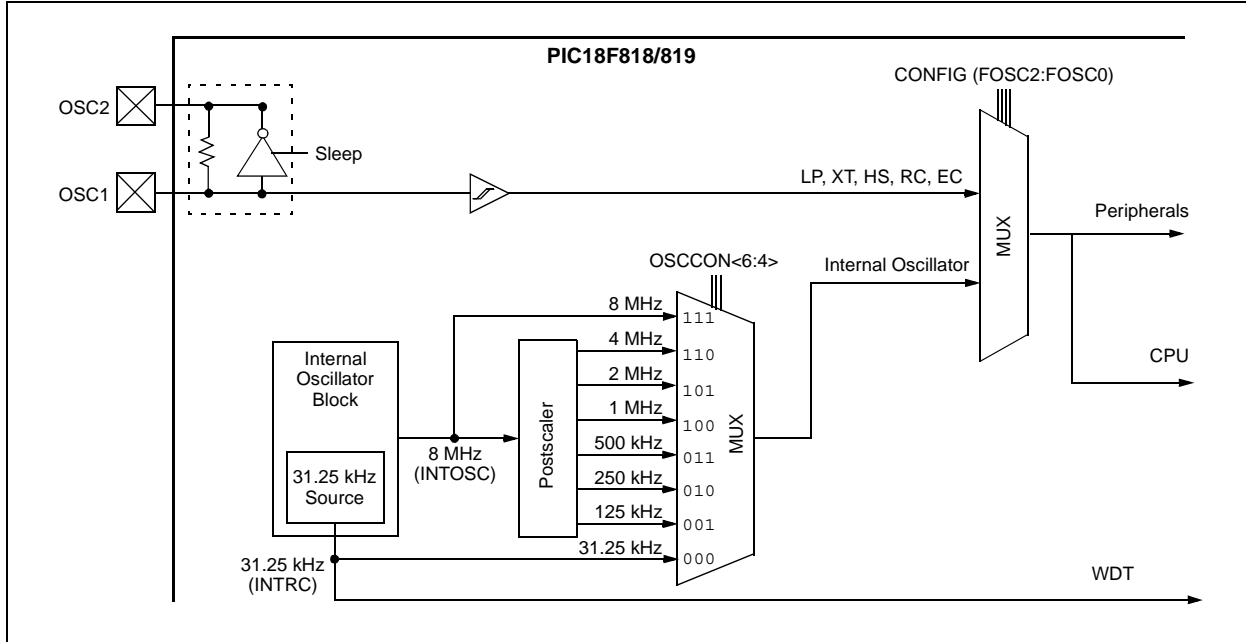 PIC18F818/819
CONFIG (FOSC2:FOSC0)
OSC2
Sleep
OSC1
LP, XT, HS, RC, EC
MUX
Peripherals
OSCCON<6:4>
Internal Oscillator
CPU
8 MHz
111
4 MHz
110
2 MHz
101
1 MHz
100
500 kHz
011
250 kHz
010
125 kHz
001
31.25 kHz
000
MUX
Internal
Oscillator
Block
31.25 kHz
Source
8 MHz
(INTOSC)
Postscaler
31.25 kHz
(INTRC)
WDT